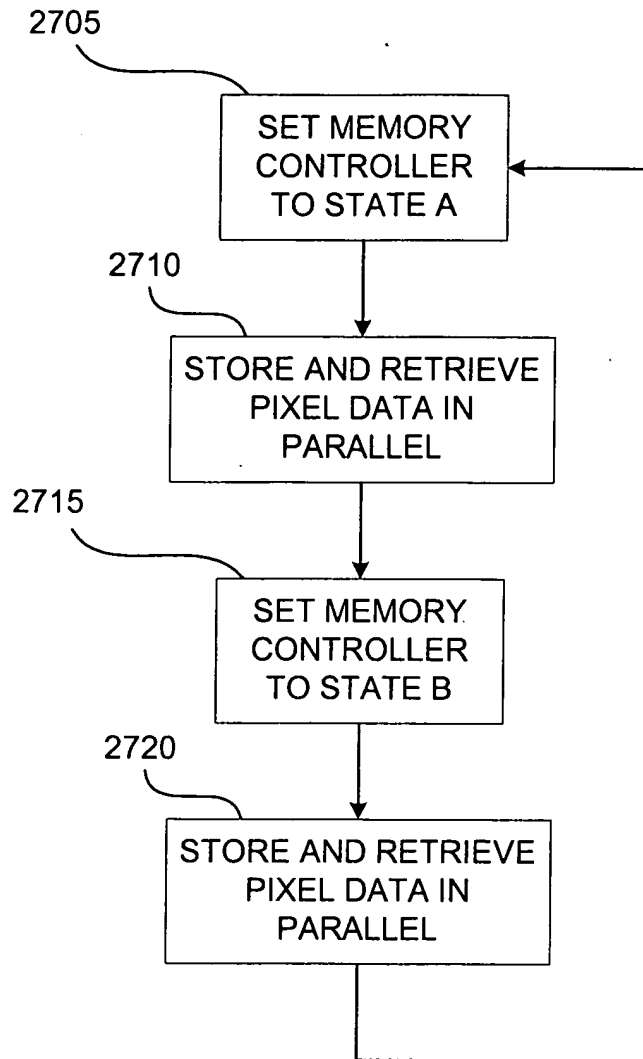 2705
SET MEMORY
CONTROLLER
TO STATE A
2710
STORE AND RETRIEVE
PIXEL DATA IN
PARALLEL
2715
SET MEMORY
CONTROLLER
TO STATE B
2720
STORE AND RETRIEVE
PIXEL DATA IN
PARALLEL